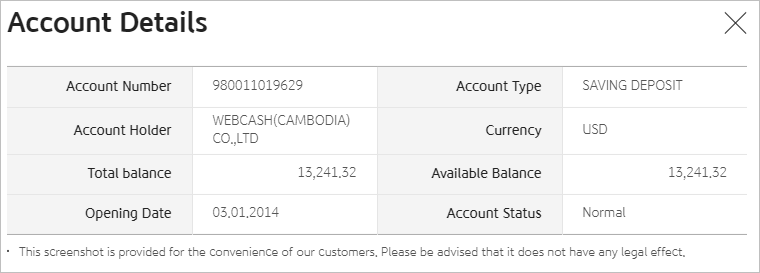 Account Details
Account Number 980011019629 Account Type SAVING DEPOSIT
Account Holder WEBCASH(CAMBODIA) CO.,LTD Currency USD
Total balance 13,241.32 Available Balance 13,241.32
Opening Date 03.01.2014 Account Status Normal
· This screenshot is provided for the convenience of our customers. Please be advised that it does not have any legal effect.